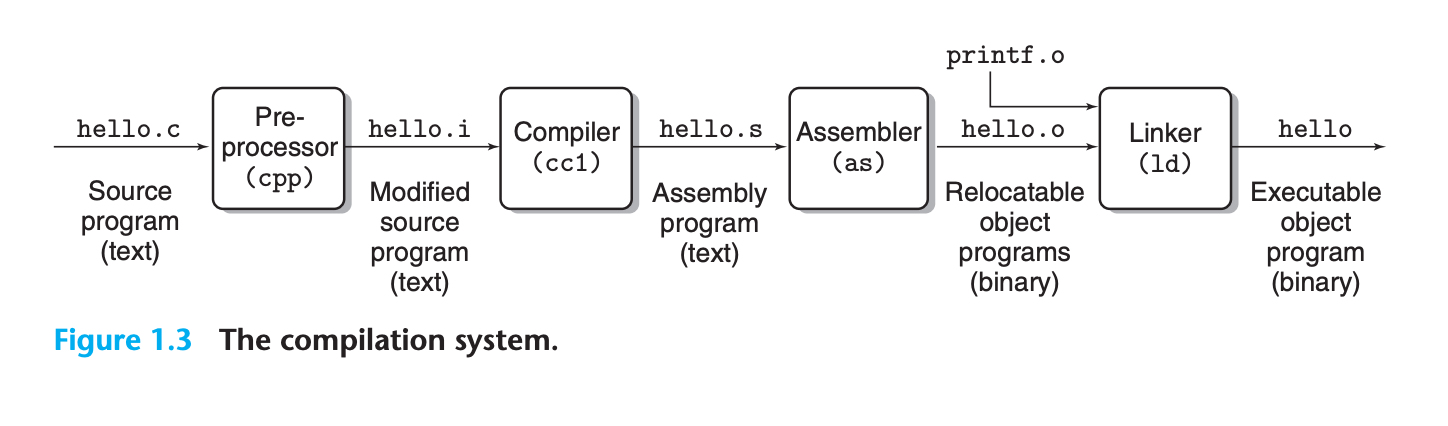 printf.o
hello.c
Pre-
processor
(cpp)
hello.i
Compiler
(cc1)
hello.s
Assembler
(as)
hello.o
Linker
(ld)
hello
Source
program
(text)
Modified
source
program
(text)
Assembly
program
(text)
Relocatable
object
programs
(binary)
Executable
object
program
(binary)
Figure 1.3 The compilation system.